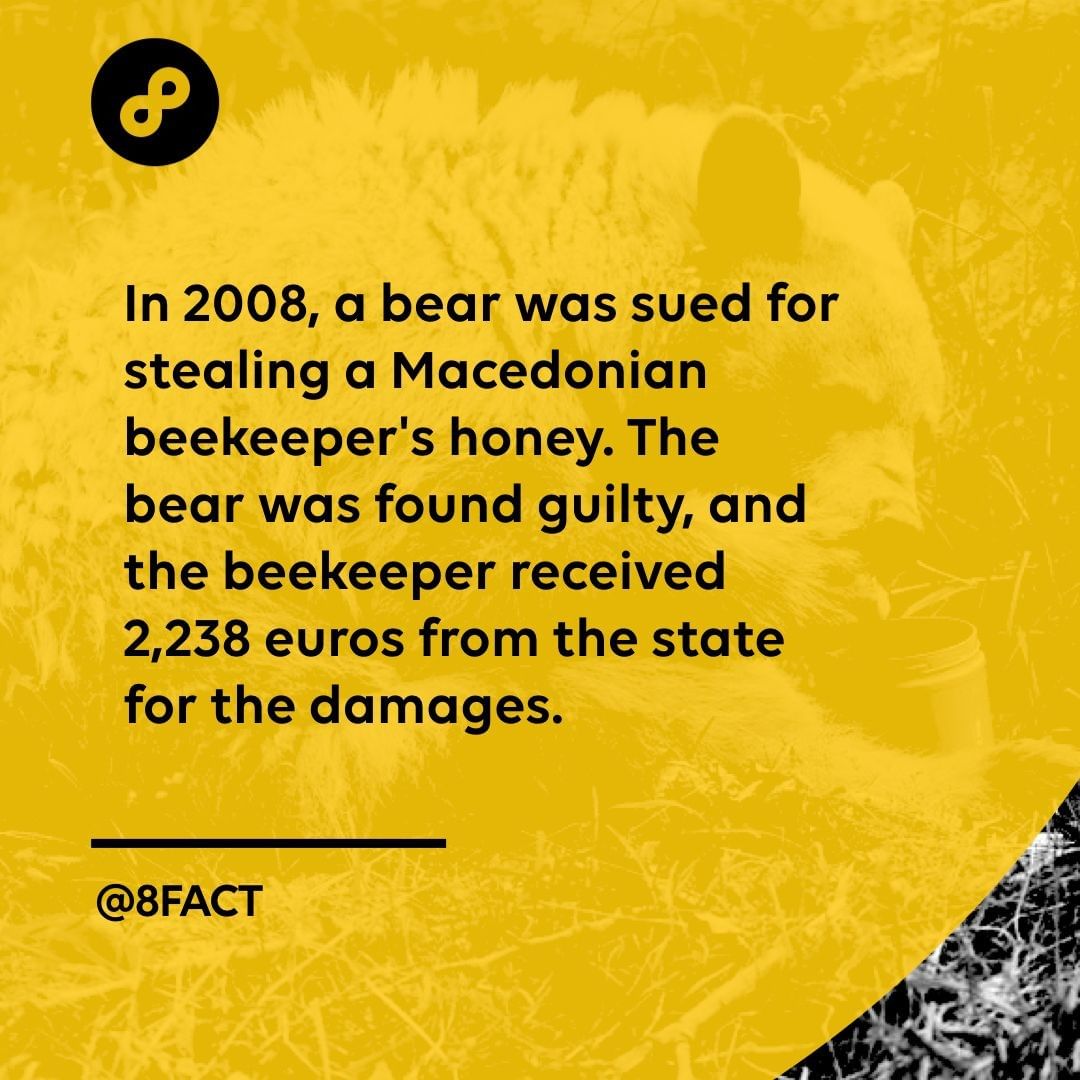 In 2008, a bear was sued for
stealing a Macedonian
beekeeper's honey. The
bear was found guilty, and
the beekeeper received
2,238 euros from the state
for the damages.
@8FACT